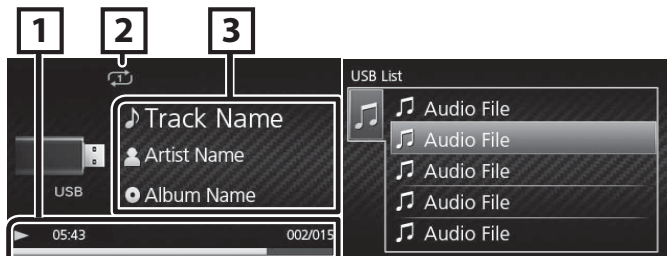 1 2 3
1
Track Name
Artist Name
Album Name
USB
05:43 002/015
USB List
Audio File
Audio File
Audio File
Audio File
Audio File